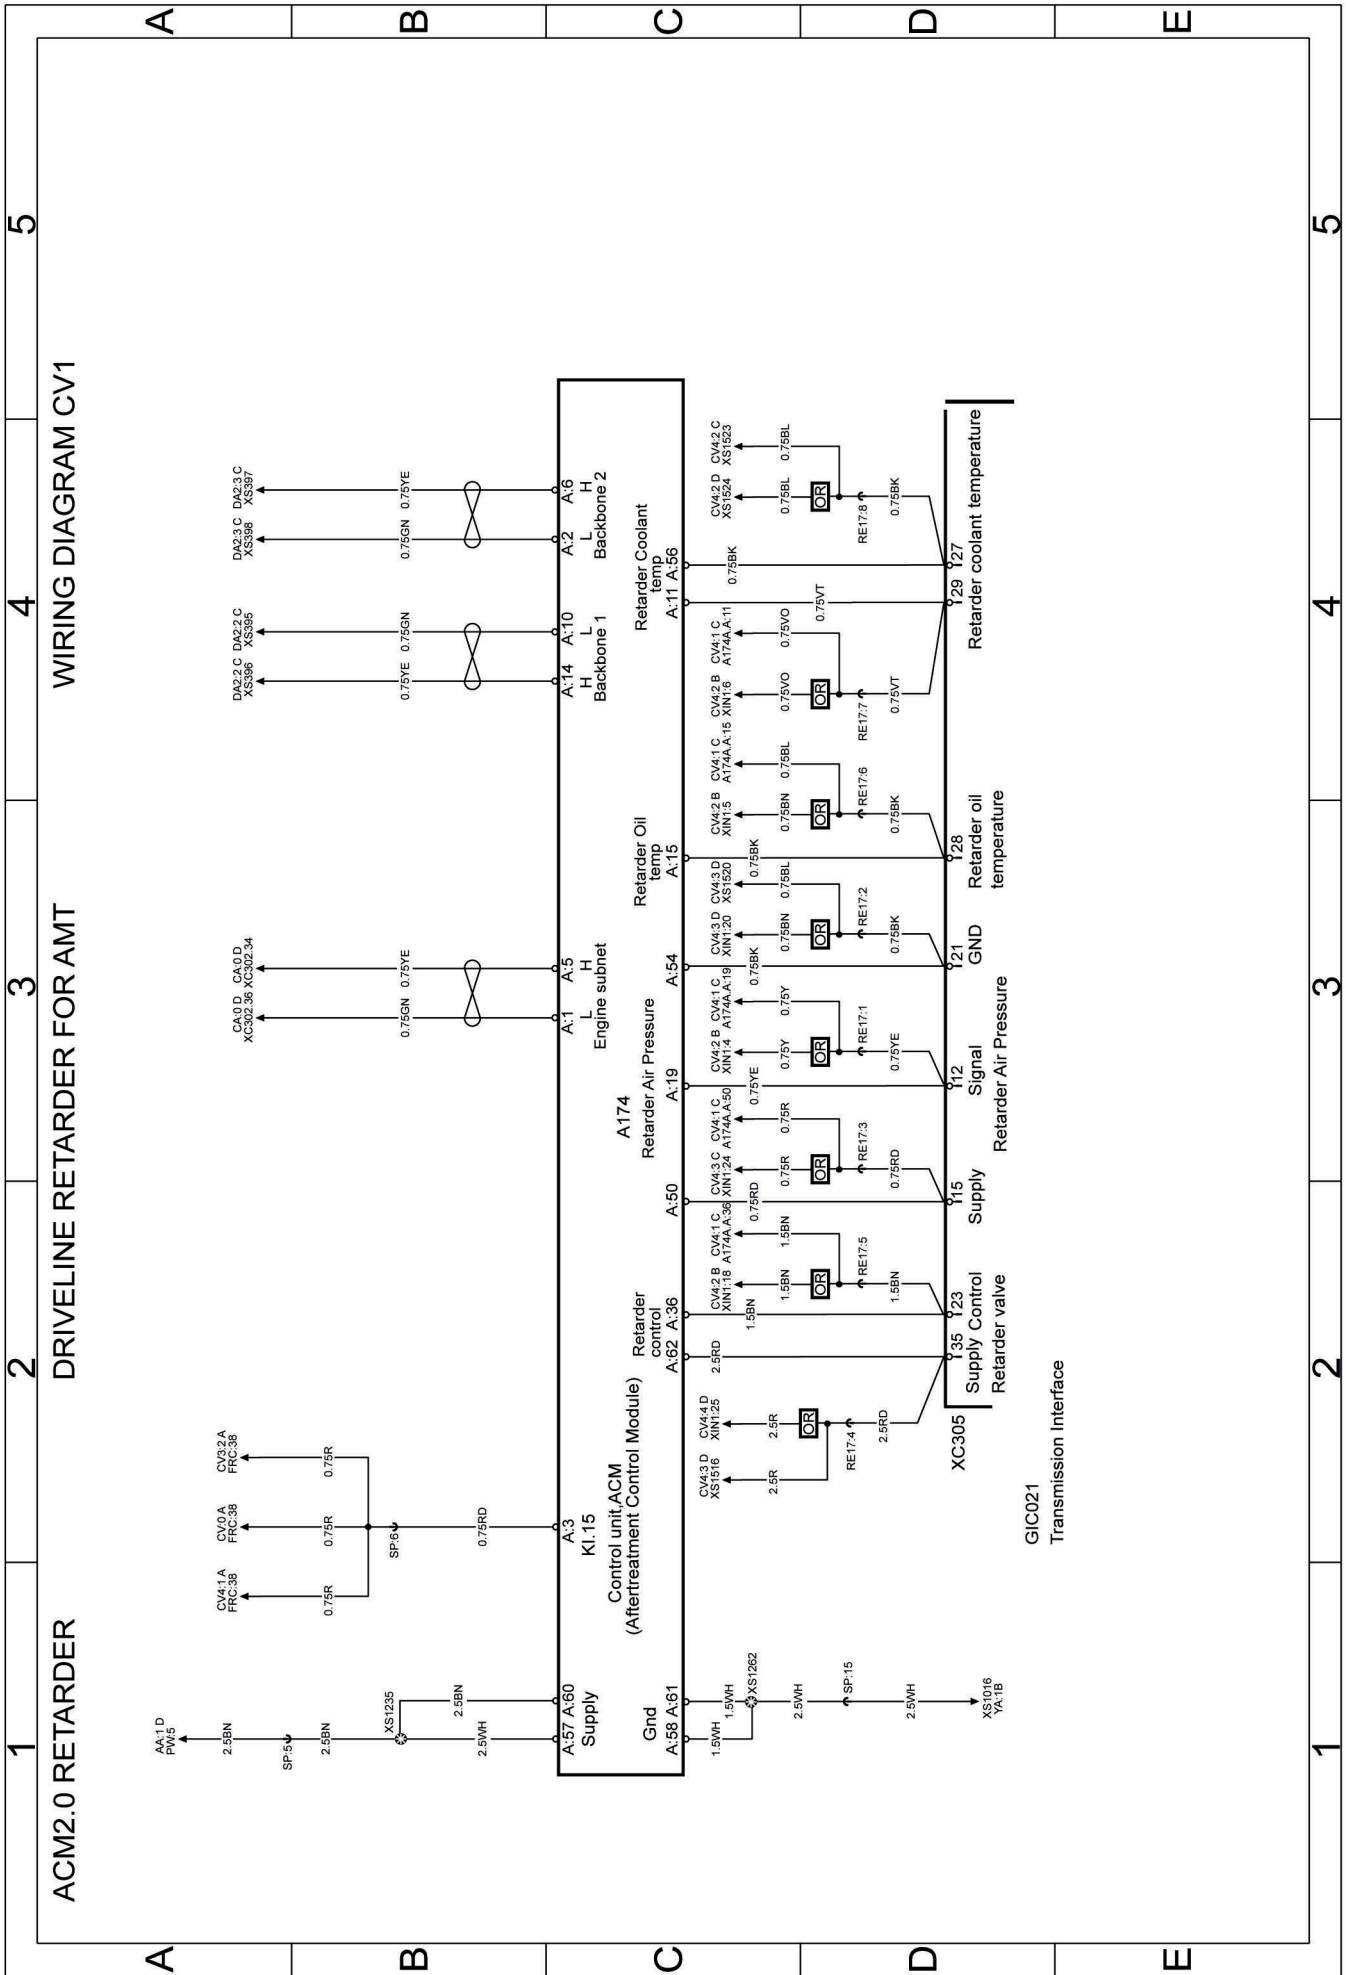 1
2
3
4
5
A
B
C
D
E
ACM2.0 RETARDER
DRIVELINE RETARDER FOR AMT
WIRING DIAGRAM CV1
AA:1 D
PW:5
2.5BN
SP:5
2.5BN
XS1235
2.5BN
2.5WH
CV4:1 A
FRC:38
CV:0 A
FRC:38
CV3:2 A
FRC:38
0.75R
0.75R
0.75R
SP:6
0.75RD
CA:0 D
XC302.36
CA:0 D
XC302.34
0.75GN
0.75YE
DA2:2 C
XS396
DA2:2 C
XS395
0.75YE
0.75GN
DA2:3 C
XS398
DA2:3 C
XS397
0.75GN
0.75YE
A:57 A:60
Supply
A:3
KI.15
A:1
A:5
L
H
Engine subnet
A:14
A:10
H
L
Backbone 1
A:2
A:6
L
H
Backbone 2
Control unit,ACM
(Aftertreatment Control Module)
A174
Gnd
A:58 A:61
Retarder
control
A:62 A:36
A:50
Retarder Air Pressure
A:19
A:54
Retarder Oil
temp
A:15
Retarder Coolant
temp
A:11 A:56
1.5WH
1.5WH
XS1262
2.5WH
SP:15
2.5WH
XS1016
YA:1B
CV4:3 D
XS1516
CV4:4 D
XIN1:25
2.5R
2.5R
OR
RE17:4
2.5RD
2.5RD
CV4:2 B
XIN1:18
CV4:1 C
A174A.A:36
1.5BN
1.5BN
1.5BN
OR
RE17:5
1.5BN
CV4:3 C
XIN1:24
CV4:1 C
A174A.A:50
0.75RD
0.75R
0.75R
OR
RE17:3
0.75RD
CV4:2 B
XIN1:4
CV4:1 C
A174A.A:19
0.75YE
0.75Y
0.75Y
OR
RE17:1
0.75YE
CV4:3 D
XIN1:20
CV4:3 D
XS1520
0.75BK
0.75BN
0.75BL
OR
RE17:2
0.75BK
CV4:2 B
XIN1:5
CV4:1 C
A174A.A:15
0.75BK
0.75BN
0.75BL
OR
RE17:6
0.75BK
CV4:2 B
XIN1:6
CV4:1 C
A174A.A:11
0.75VO
0.75VO
0.75VT
OR
RE17:7
0.75VT
CV4:2 D
XS1524
CV4:2 C
XS1523
0.75BK
0.75BL
0.75BL
OR
RE17:8
0.75BK
XC305
35
23
15
12
21
28
29
27
Supply Control
Retarder valve
Supply
Signal
GND
Retarder Air Pressure
Retarder oil
temperature
Retarder coolant temperature
GIC021
Transmission Interface
A
B
C
D
E
1
2
3
4
5